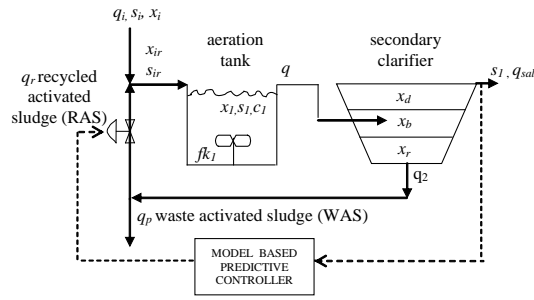 q_i, s_i, x_i
x_ir
s_ir
q_r recycled
activated
sludge (RAS)
aeration
tank
q
x_1,s_1,c_1
fk_1
secondary
clarifier
x_d
x_b
x_r
s_1, q_sal
q_2
q_p waste activated sludge (WAS)
MODEL BASED
PREDICTIVE
CONTROLLER